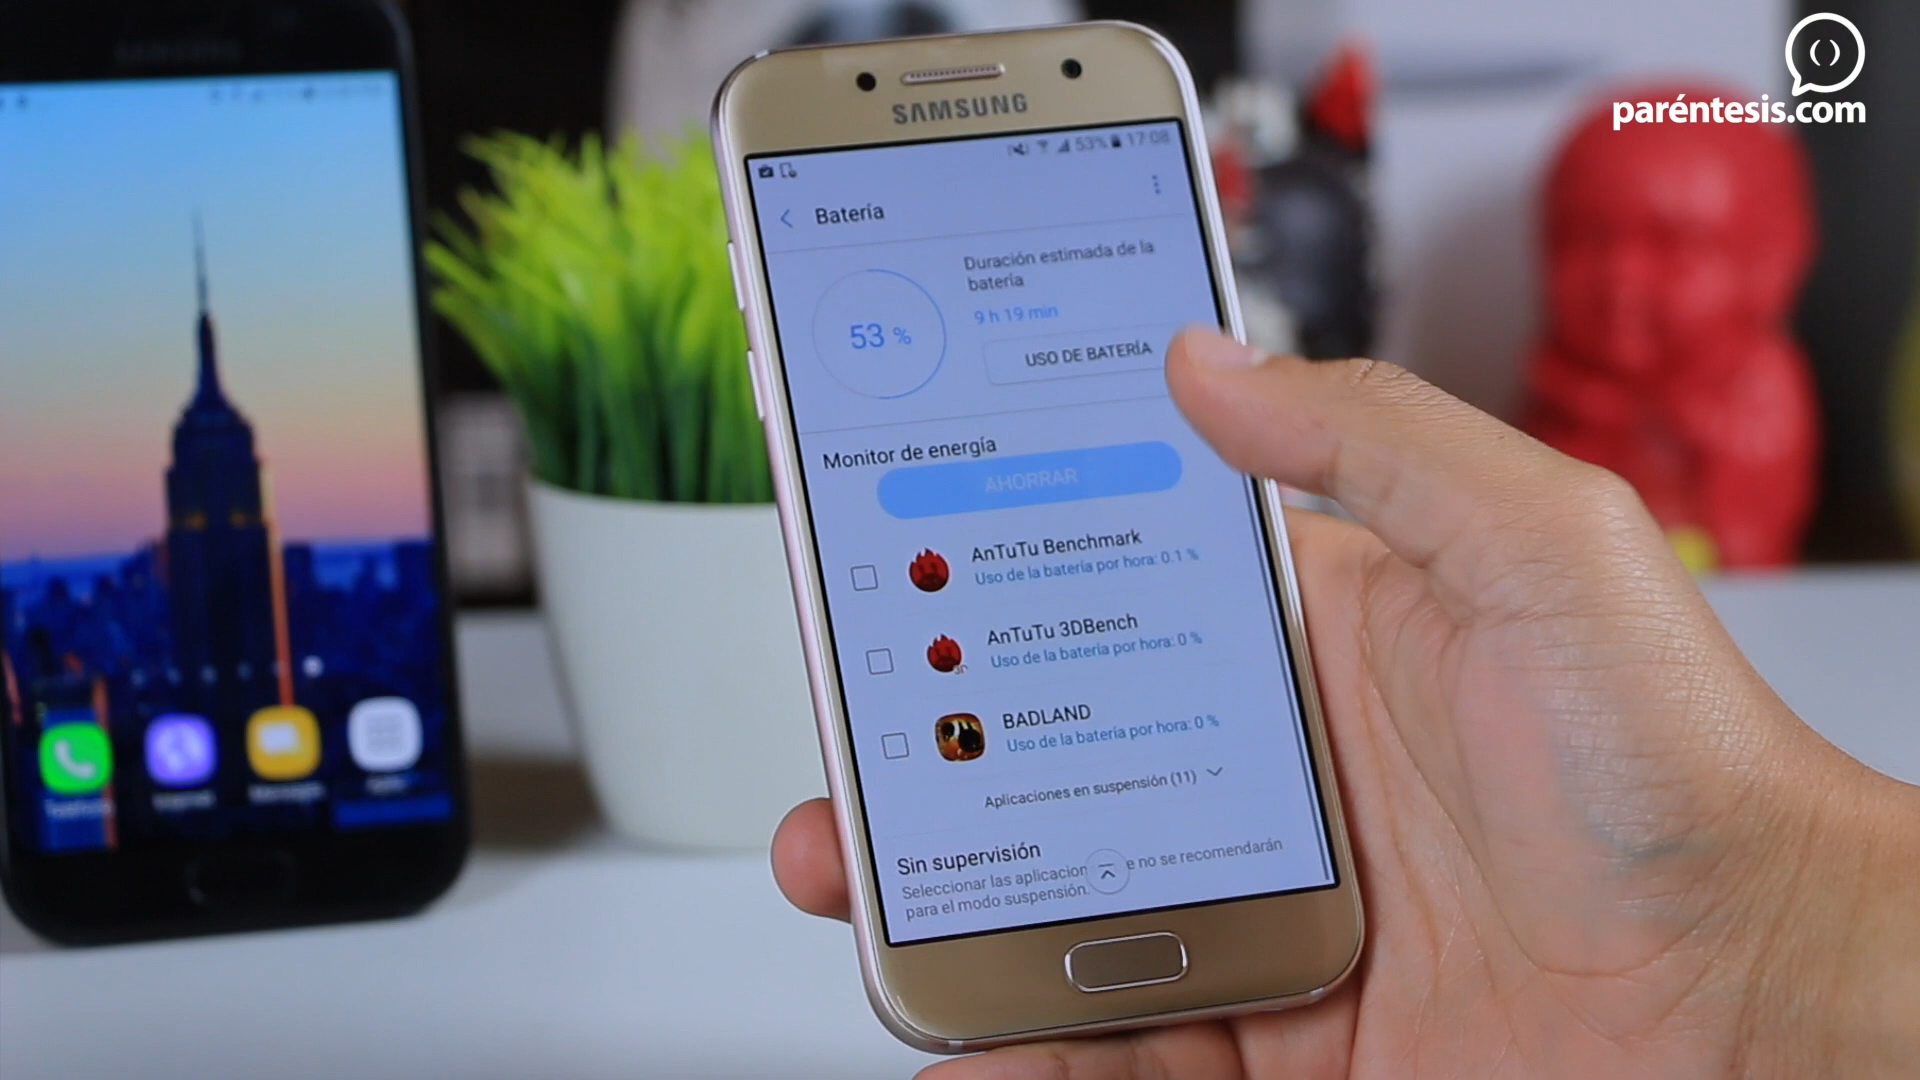 paréntesis.com
SAMSUNG
53% 17:08
Batería
Duración estimada de la
batería
9 h 19 min
53 %
USO DE BATERÍA
Monitor de energía
AHORRAR
AnTuTu Benchmark
Uso de la batería por hora: 0.1 %
AnTuTu 3DBench
Uso de la batería por hora: 0 %
BADLAND
Uso de la batería por hora: 0 %
Aplicaciones en suspensión (11)
Sin supervisión
Seleccionar las aplicacion e no se recomendarán
para el modo suspensión.